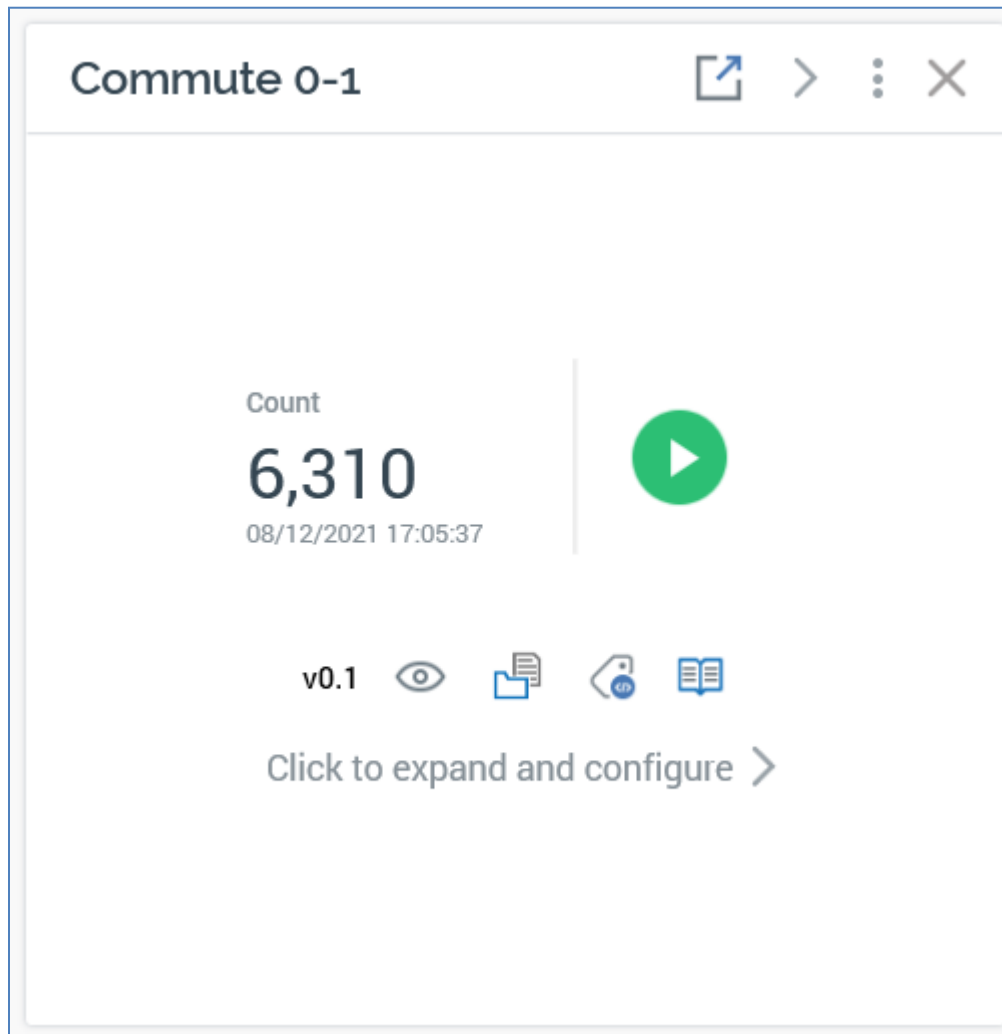 Commute 0-1
Count
6,310
08/12/2021 17:05:37
v0.1
Click to expand and configure